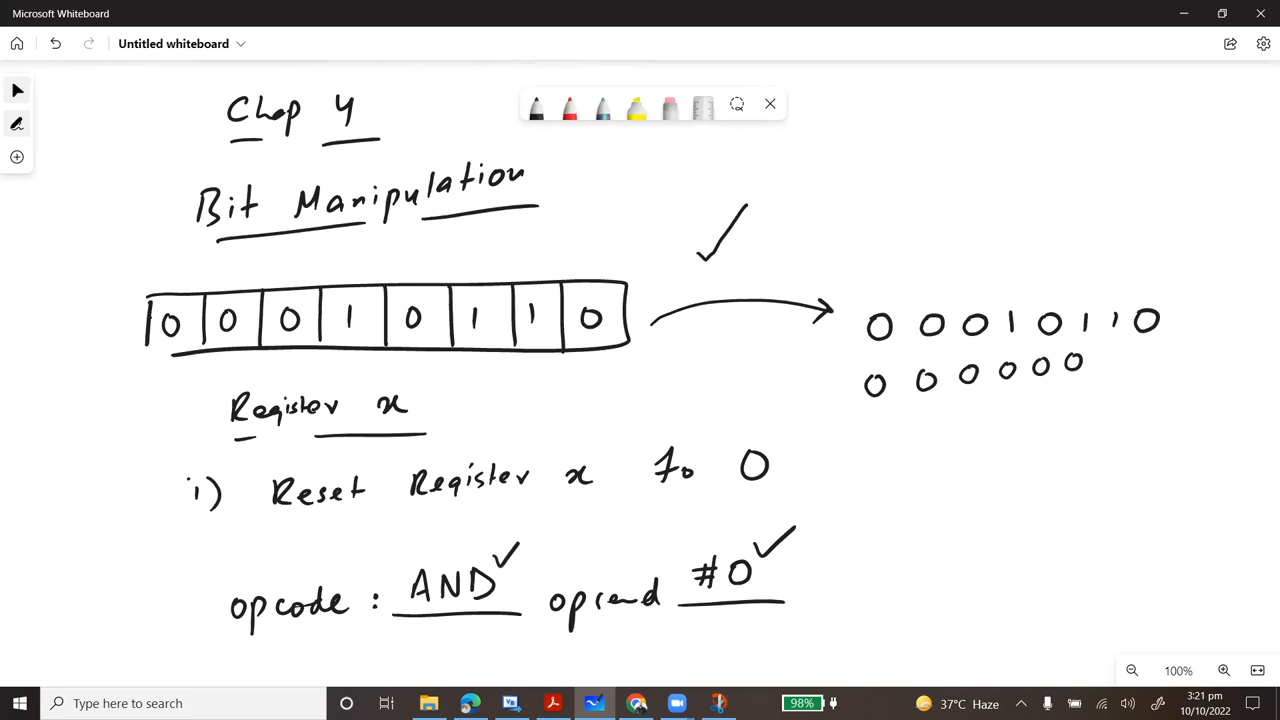 Microsoft Whiteboard
Untitled whiteboard
Chap 4
Bit Manipulation
0 0 0 1 0 1 1 0
0 0 0 1 0 1 1 0
0 0 0 0 0 0
Register x
i) Reset Register x to 0
opcode : AND operand #0
100%
Type here to search
98%
37°C Haze
3:21 pm
10/10/2022